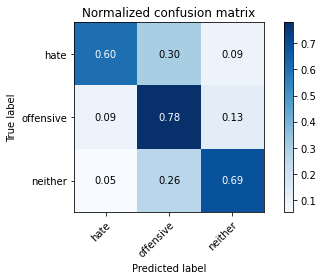 Normalized confusion matrix
True label
hate 0.60 0.30 0.09
offensive 0.09 0.78 0.13
neither 0.05 0.26 0.69
hate offensive neither
Predicted label
0.7
0.6
0.5
0.4
0.3
0.2
0.1